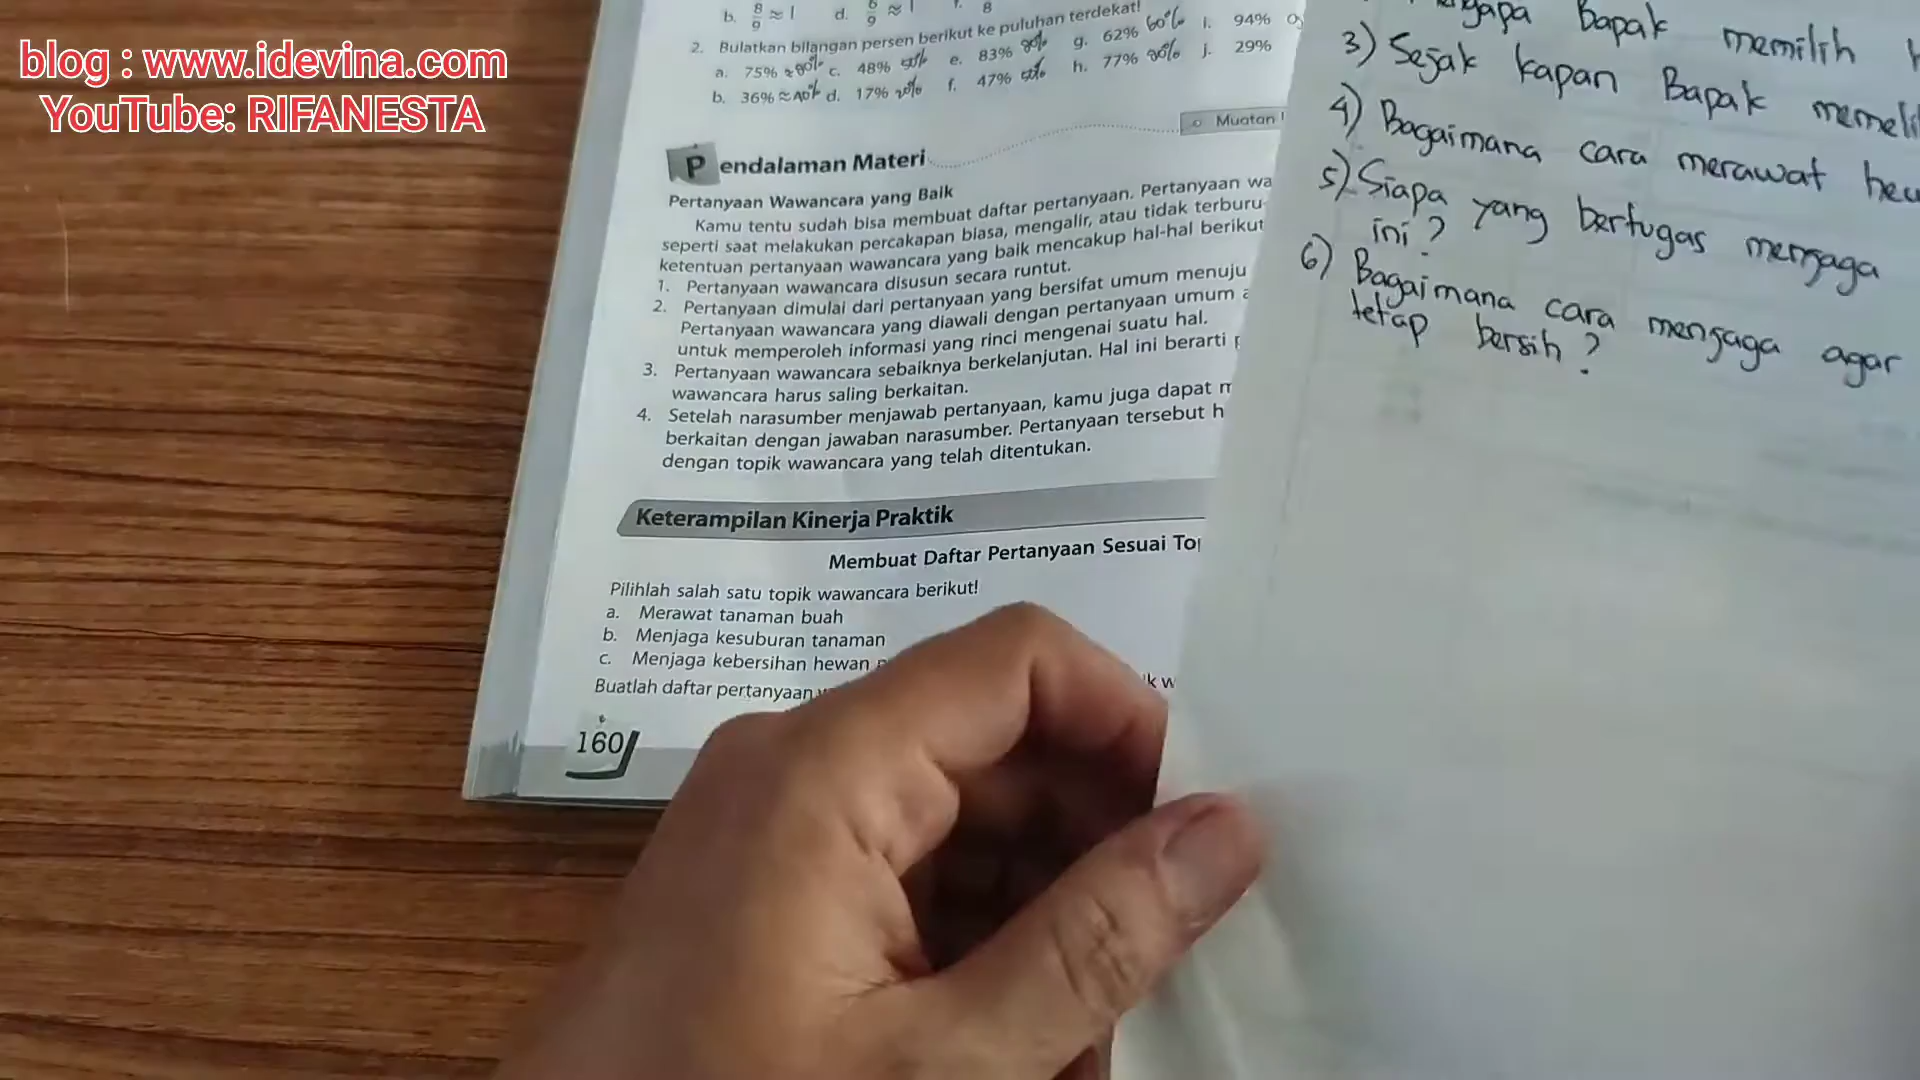 blog : www.idevina.com
YouTube: RIFANESTA
b. 8/9 ≈ 1 d. 6/9 ≈ 1 f. 8
2. Bulatkan bilangan persen berikut ke puluhan terdekat!
a. 75% ≈ 80% c. 48% 50% e. 83% 80% g. 62% 60% i. 94%
b. 36% ≈ 40% d. 17% 20% f. 47% 50% h. 77% 80% j. 29%
Muatan
Pendalaman Materi
Pertanyaan Wawancara yang Baik
Kamu tentu sudah bisa membuat daftar pertanyaan. Pertanyaan wa
seperti saat melakukan percakapan biasa, mengalir, atau tidak terburu-
ketentuan pertanyaan wawancara yang baik mencakup hal-hal berikut
1. Pertanyaan wawancara disusun secara runtut.
2. Pertanyaan dimulai dari pertanyaan yang bersifat umum menuju
Pertanyaan wawancara yang diawali dengan pertanyaan umum a
untuk memperoleh informasi yang rinci mengenai suatu hal.
3. Pertanyaan wawancara sebaiknya berkelanjutan. Hal ini berarti p
wawancara harus saling berkaitan.
4. Setelah narasumber menjawab pertanyaan, kamu juga dapat m
berkaitan dengan jawaban narasumber. Pertanyaan tersebut h
dengan topik wawancara yang telah ditentukan.
Keterampilan Kinerja Praktik
Membuat Daftar Pertanyaan Sesuai To
Pilihlah salah satu topik wawancara berikut!
a. Merawat tanaman buah
b. Menjaga kesuburan tanaman
c. Menjaga kebersihan hewan
Buatlah daftar pertanyaan
k w
160
ngapa Bapak memilih
3) Sejak kapan Bapak memeli
4) Bagaimana cara merawat hew
5) Siapa yang bertugas menjaga
ini?
6) Bagaimana cara menjaga agar
tetap bersih?